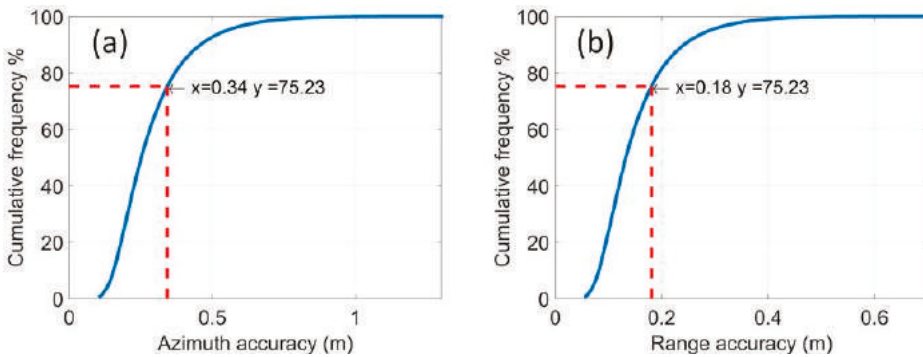 (a)
Cumulative frequency %
100
80
60
40
20
0
x=0.34 y =75.23
0 0.5 1
Azimuth accuracy (m)
(b)
Cumulative frequency %
100
80
60
40
20
0
x=0.18 y =75.23
0 0.2 0.4 0.6
Range accuracy (m)